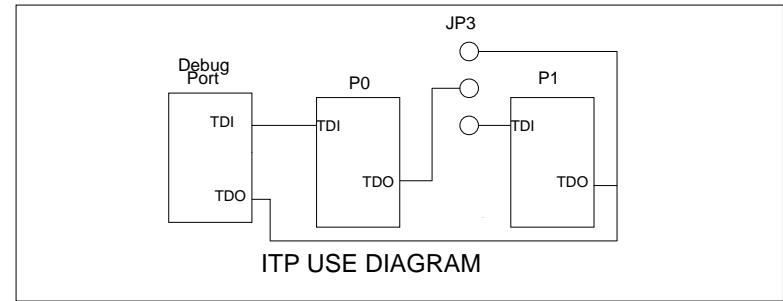 JP3
Debug
Port
P0
P1
TDI
TDI
TDI
TDO
TDO
TDO
ITP USE DIAGRAM